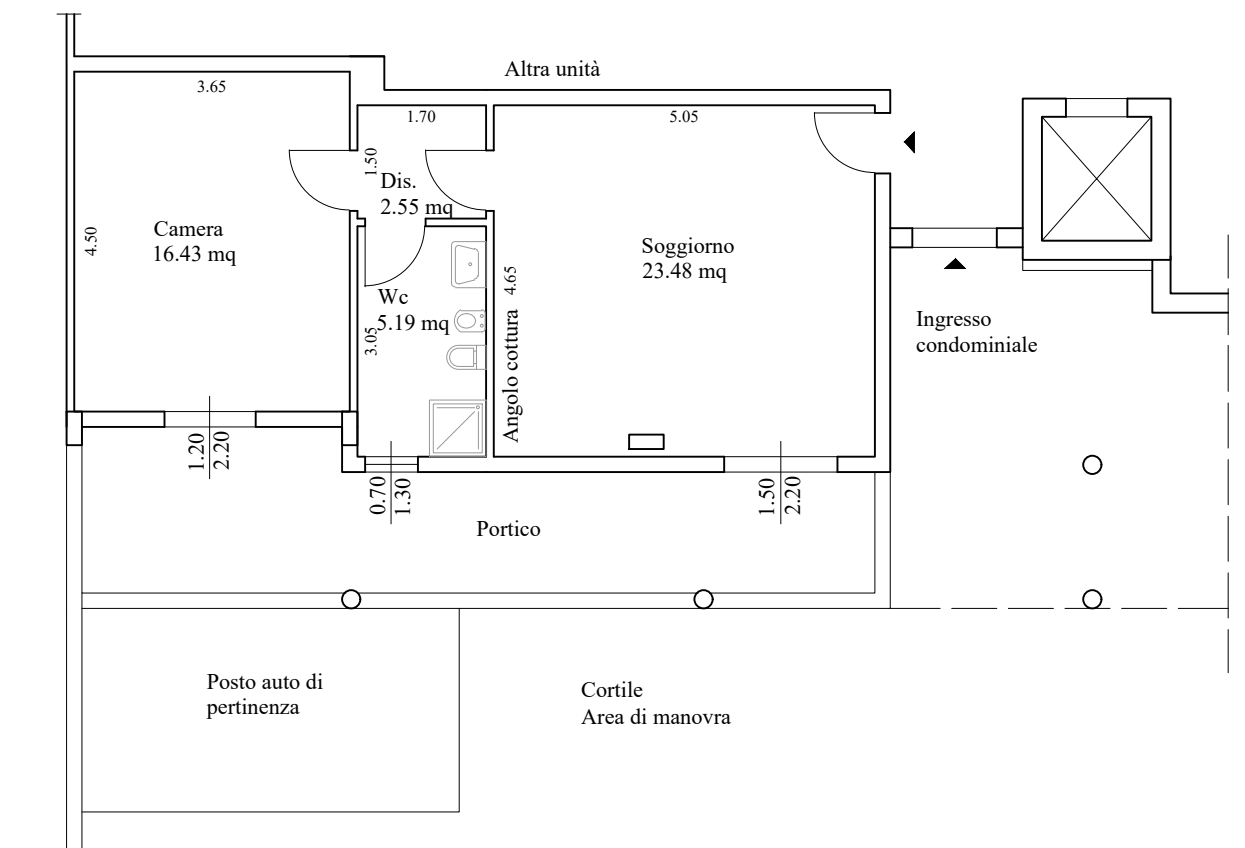 Altra unità
3.65
1.70
5.05
1.50
Dis.
2.55 mq
Camera
16.43 mq
4.50
Soggiorno
23.48 mq
4.65
Angolo cottura
Wc
5.19 mq
3.05
Ingresso
condominiale
1.20
2.20
0.70
1.30
1.50
2.20
Portico
Posto auto di
pertinenza
Cortile
Area di manovra